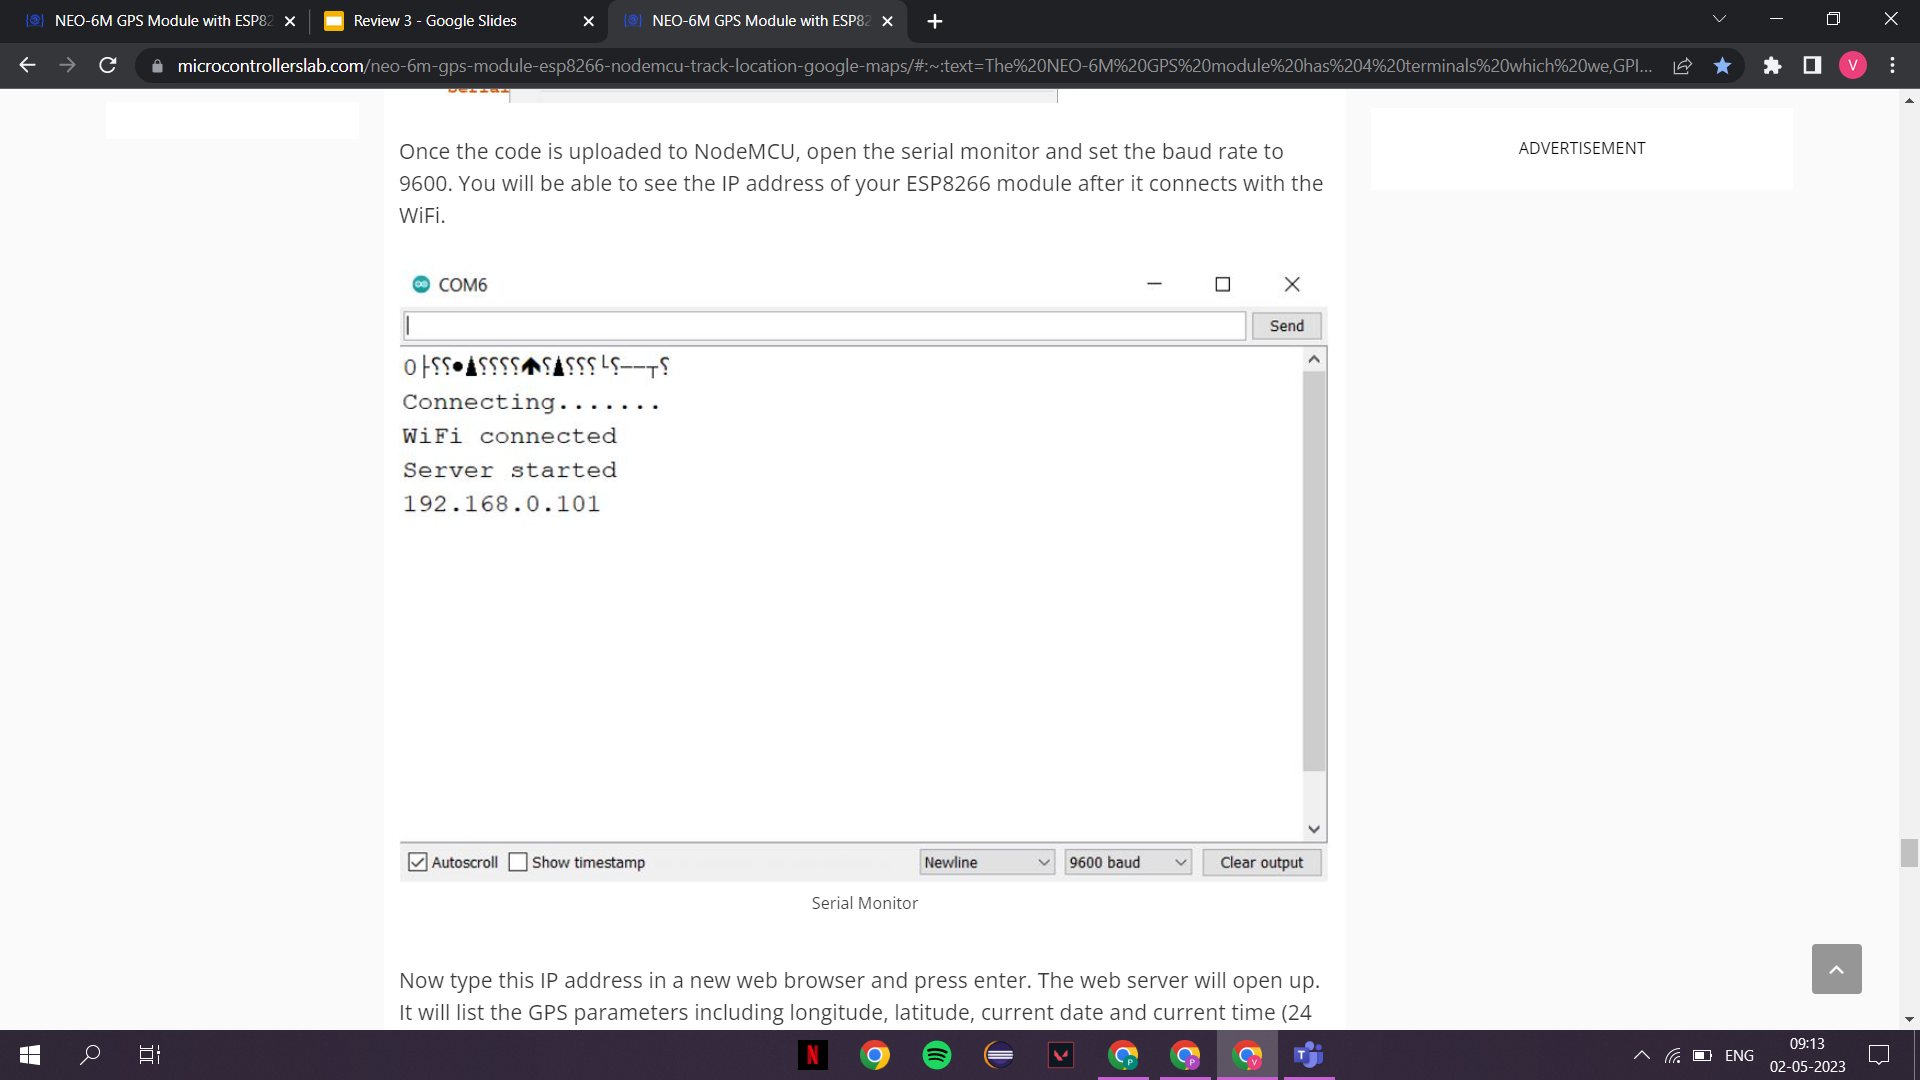 NEO-6M GPS Module with ESP82
Review 3 - Google Slides
NEO-6M GPS Module with ESP82
microcontrollerslab.com/neo-6m-gps-module-esp8266-nodemcu-track-location-google-maps/#:~:text=The%20NEO-6M%20GPS%20module%20has%204%20terminals%20which%20we,GPI...
V
Serial
ADVERTISEMENT
Once the code is uploaded to NodeMCU, open the serial monitor and set the baud rate to
9600. You will be able to see the IP address of your ESP8266 module after it connects with the
WiFi.
COM6
Send
Connecting.......
WiFi connected
Server started
192.168.0.101
Autoscroll Show timestamp Newline 9600 baud Clear output
Serial Monitor
Now type this IP address in a new web browser and press enter. The web server will open up.
It will list the GPS parameters including longitude, latitude, current date and current time (24
ENG
09:13
02-05-2023